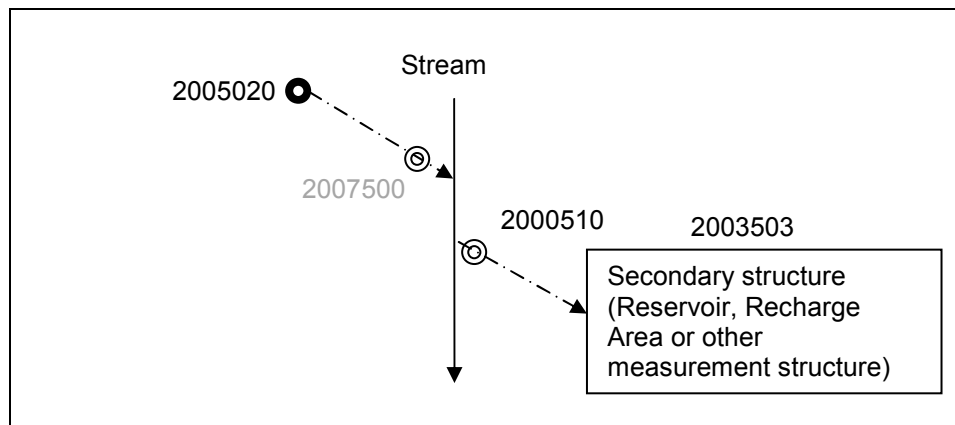 Stream
2005020
2007500
2000510
2003503
Secondary structure
(Reservoir, Recharge
Area or other
measurement structure)